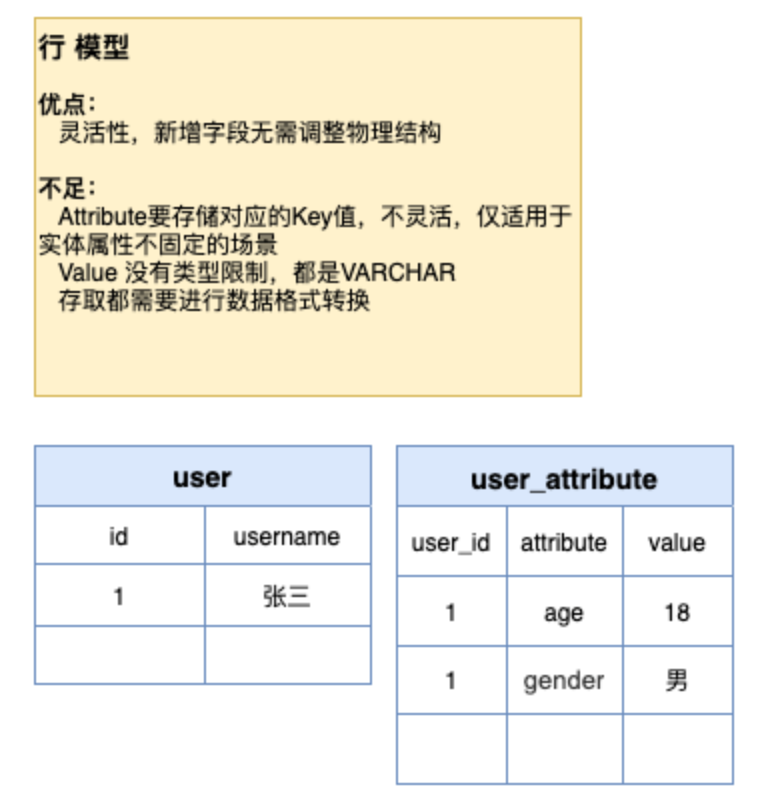 行 模型
优点：
灵活性，新增字段无需调整物理结构
不足：
Attribute要存储对应的Key值，不灵活，仅适用于
实体属性不固定的场景
Value 没有类型限制，都是VARCHAR
存取都需要进行数据格式转换
user
id username
1 张三
user_attribute
user_id attribute value
1 age 18
1 gender 男